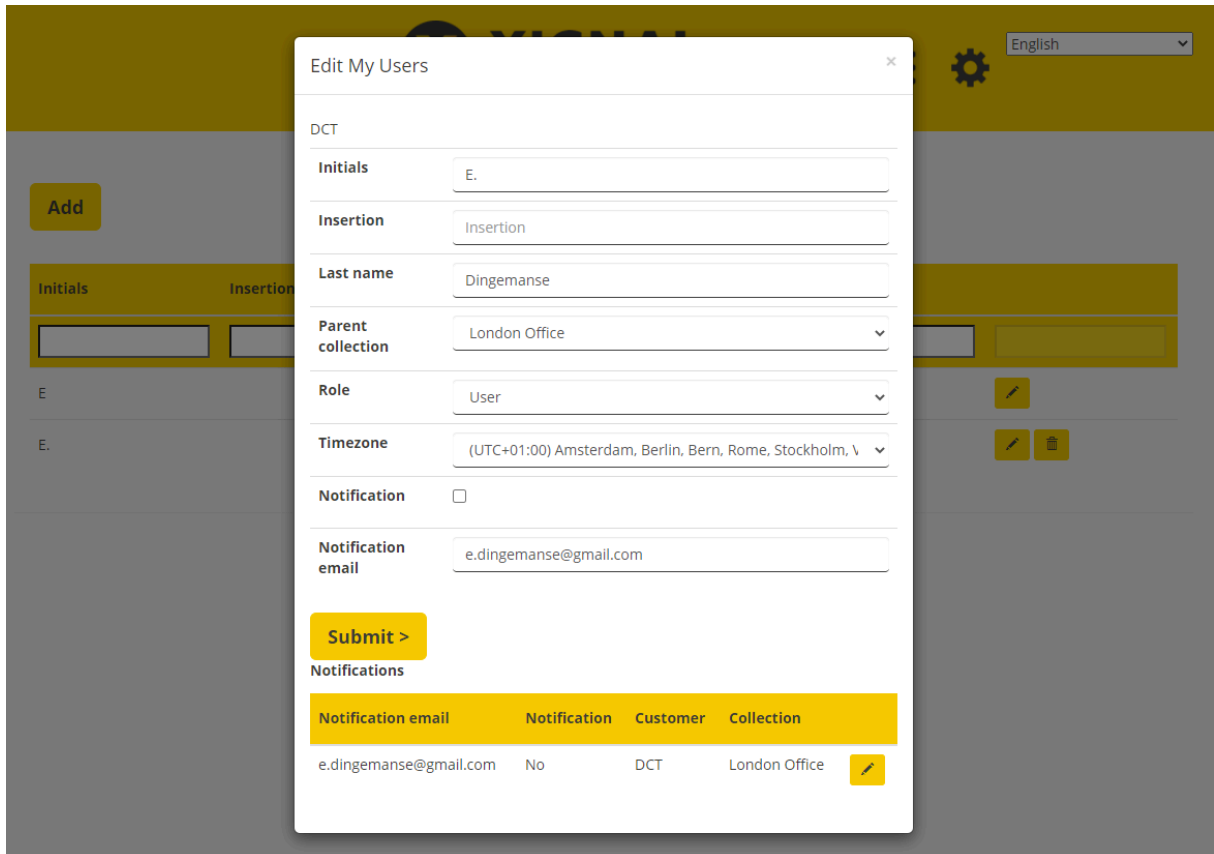 English
Edit My Users
×
DCT
Initials
E.
Insertion
Insertion
Last name
Dingemanse
Parent
collection
London Office
Role
User
Timezone
(UTC+01:00) Amsterdam, Berlin, Bern, Rome, Stockholm,
Notification
Notification
email
e.dingemanse@gmail.com
Submit >
Notifications
Notification email Notification Customer Collection
e.dingemanse@gmail.com No DCT London Office
Add
Initials Insertion
E
E.